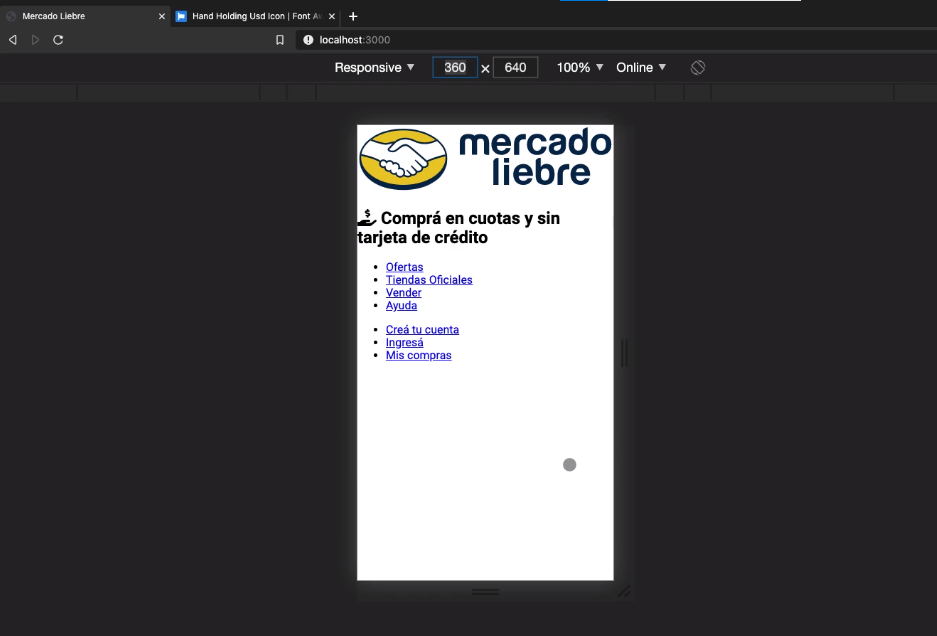 Mercado Liebre
Hand Holding Usd Icon | Font Aw
localhost:3000
Responsive 360 × 640 100% Online
mercado
liebre
$ Comprá en cuotas y sin
tarjeta de crédito
Ofertas
Tiendas Oficiales
Vender
Ayuda
Creá tu cuenta
Ingresá
Mis compras